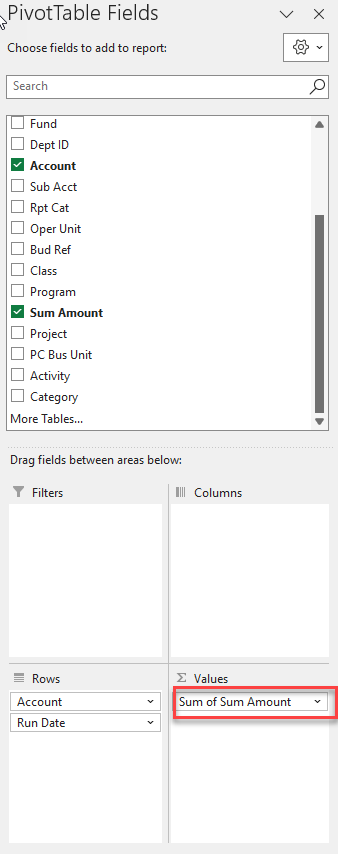 PivotTable Fields
Choose fields to add to report:
Search
Fund
Dept ID
Account
Sub Acct
Rpt Cat
Oper Unit
Bud Ref
Class
Program
Sum Amount
Project
PC Bus Unit
Activity
Category
More Tables...
Drag fields between areas below:
Filters
Columns
Rows
Σ Values
Account
Sum of Sum Amount
Run Date